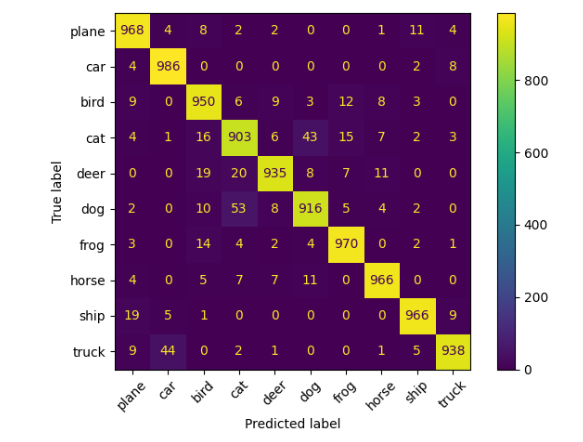 plane 968 4 8 2 2 0 0 1 11 4
car 4 986 0 0 0 0 0 0 2 8
bird 9 0 950 6 9 3 12 8 3 0
cat 4 1 16 903 6 43 15 7 2 3
deer 0 0 19 20 935 8 7 11 0 0
dog 2 0 10 53 8 916 5 4 2 0
frog 3 0 14 4 2 4 970 0 2 1
horse 4 0 5 7 7 11 0 966 0 0
ship 19 5 1 0 0 0 0 0 966 9
truck 9 44 0 2 1 0 0 1 5 938
plane car bird cat deer dog frog horse ship truck
Predicted label
True label
800
600
400
200
0